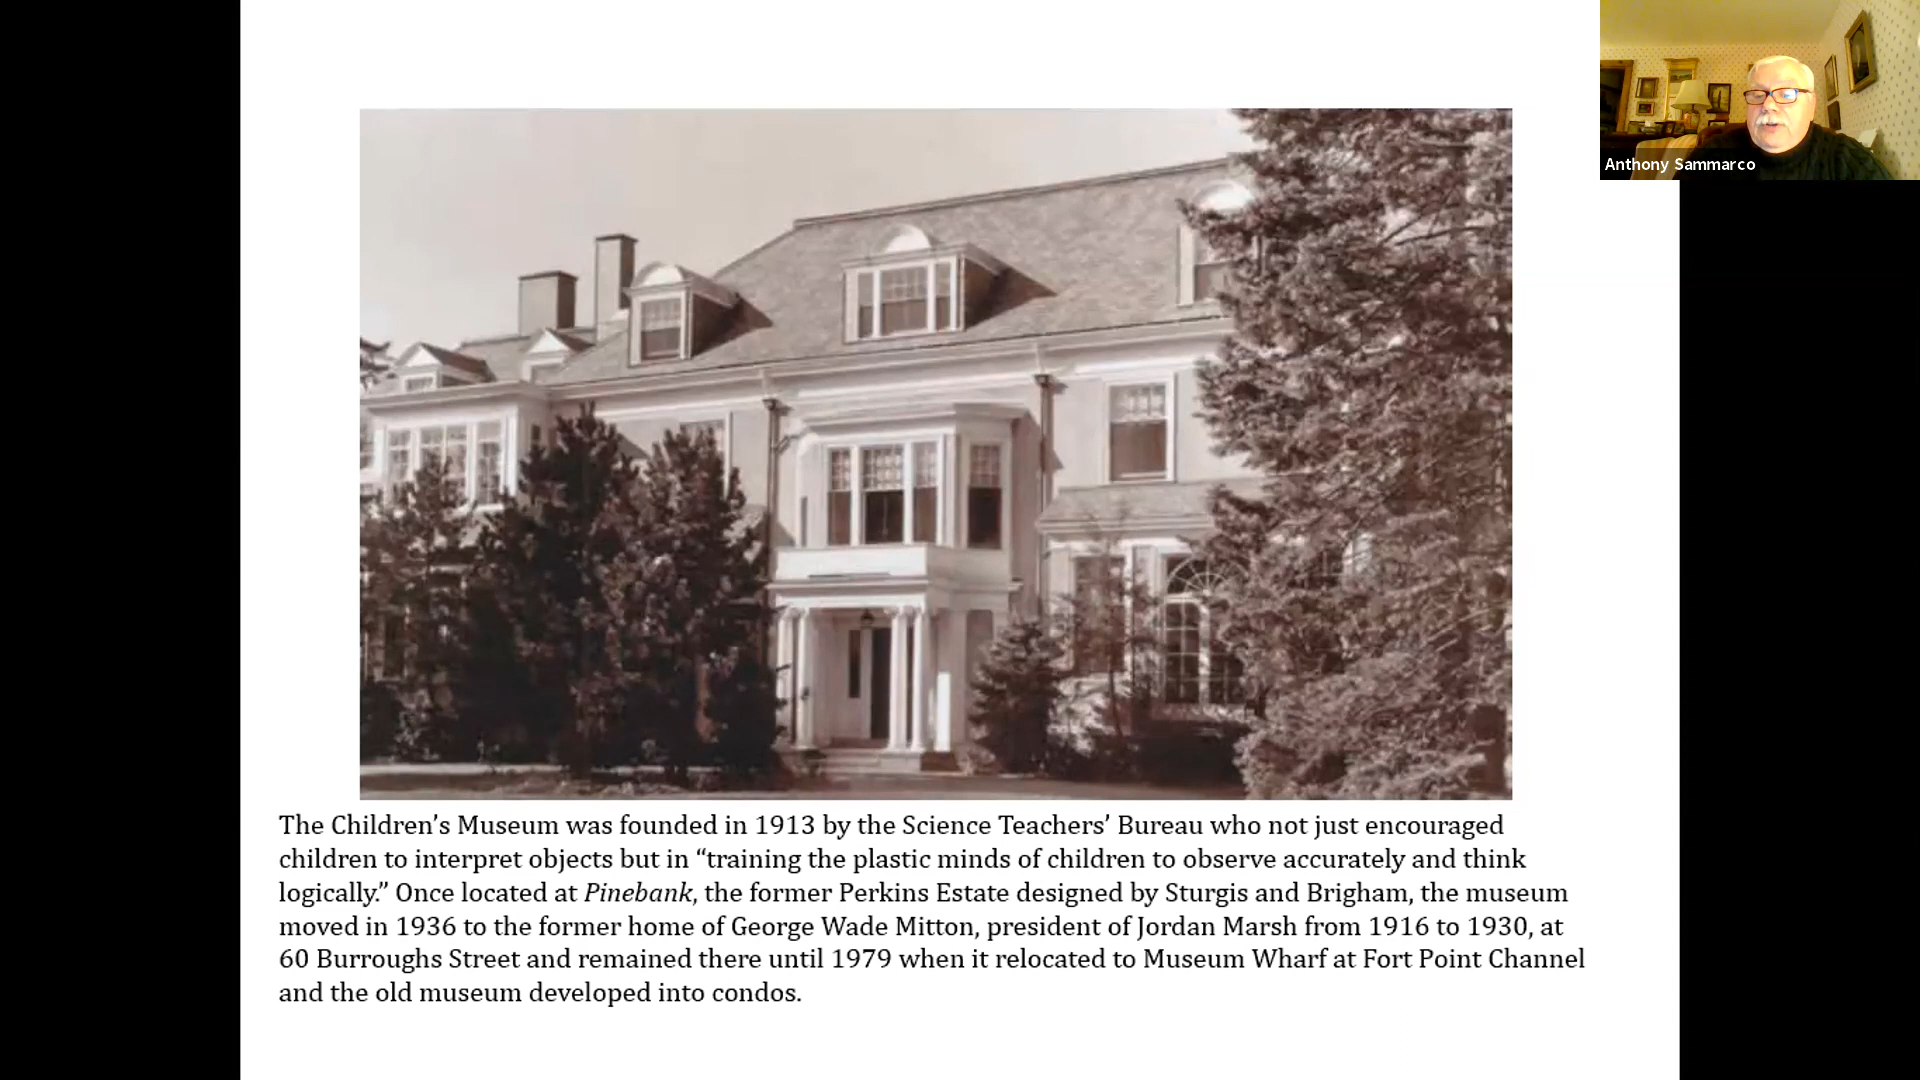 Anthony Sammarco
The Children’s Museum was founded in 1913 by the Science Teachers’ Bureau who not just encouraged
children to interpret objects but in “training the plastic minds of children to observe accurately and think
logically.” Once located at Pinebank, the former Perkins Estate designed by Sturgis and Brigham, the museum
moved in 1936 to the former home of George Wade Mitton, president of Jordan Marsh from 1916 to 1930, at
60 Burroughs Street and remained there until 1979 when it relocated to Museum Wharf at Fort Point Channel
and the old museum developed into condos.